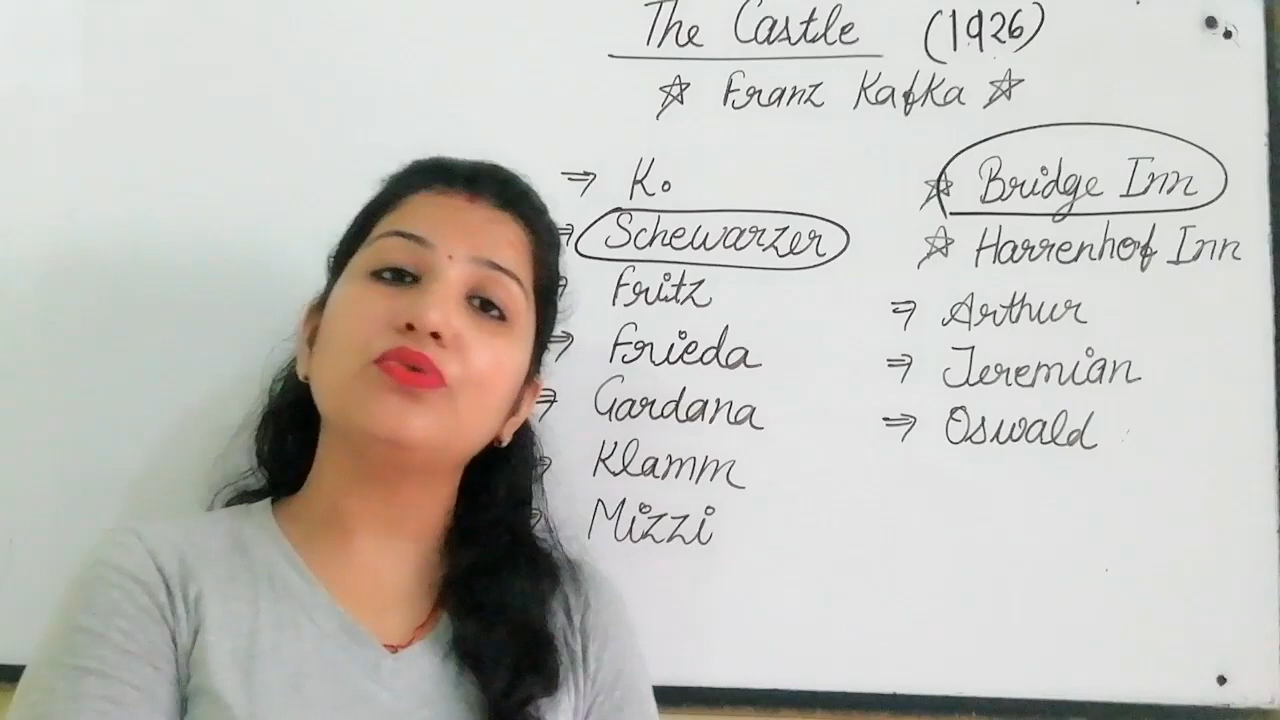 The Castle (1926)
☆ Franz Kafka ☆
⇒ K.
⇒ Schewarzer
⇒ Fritz
⇒ Frieda
⇒ Gardana
⇒ Klamm
⇒ Mizzi
☆ Bridge Inn
☆ Harrenhof Inn
⇒ Arthur
⇒ Jeremian
⇒ Oswald